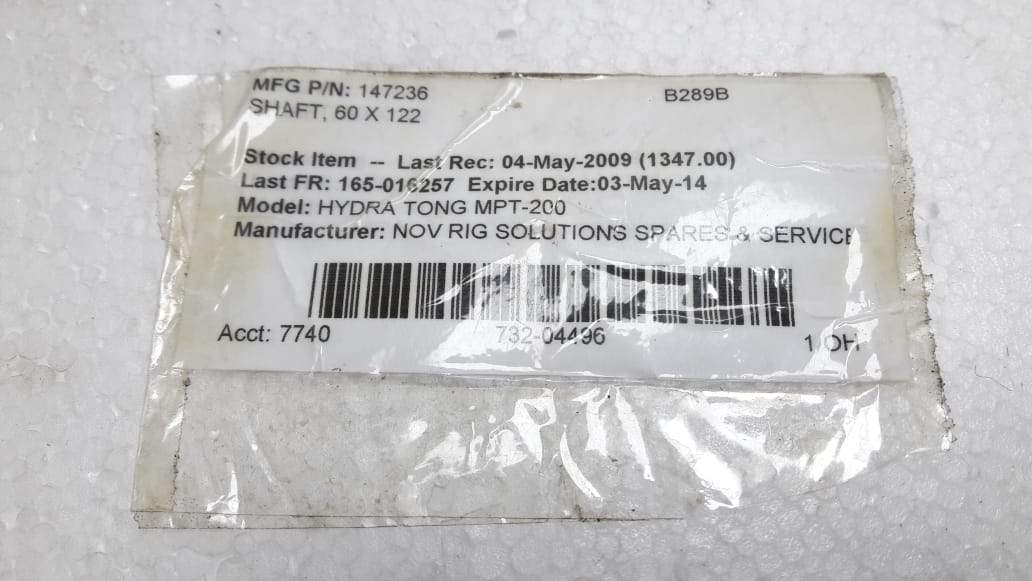 MFG P/N: 147236 B289B
SHAFT, 60 X 122
Stock Item -- Last Rec: 04-May-2009 (1347.00)
Last FR: 165-016257 Expire Date:03-May-14
Model: HYDRA TONG MPT-200
Manufacturer: NOV RIG SOLUTIONS SPARES & SERVICE
Acct: 7740 732-04496 1 OH